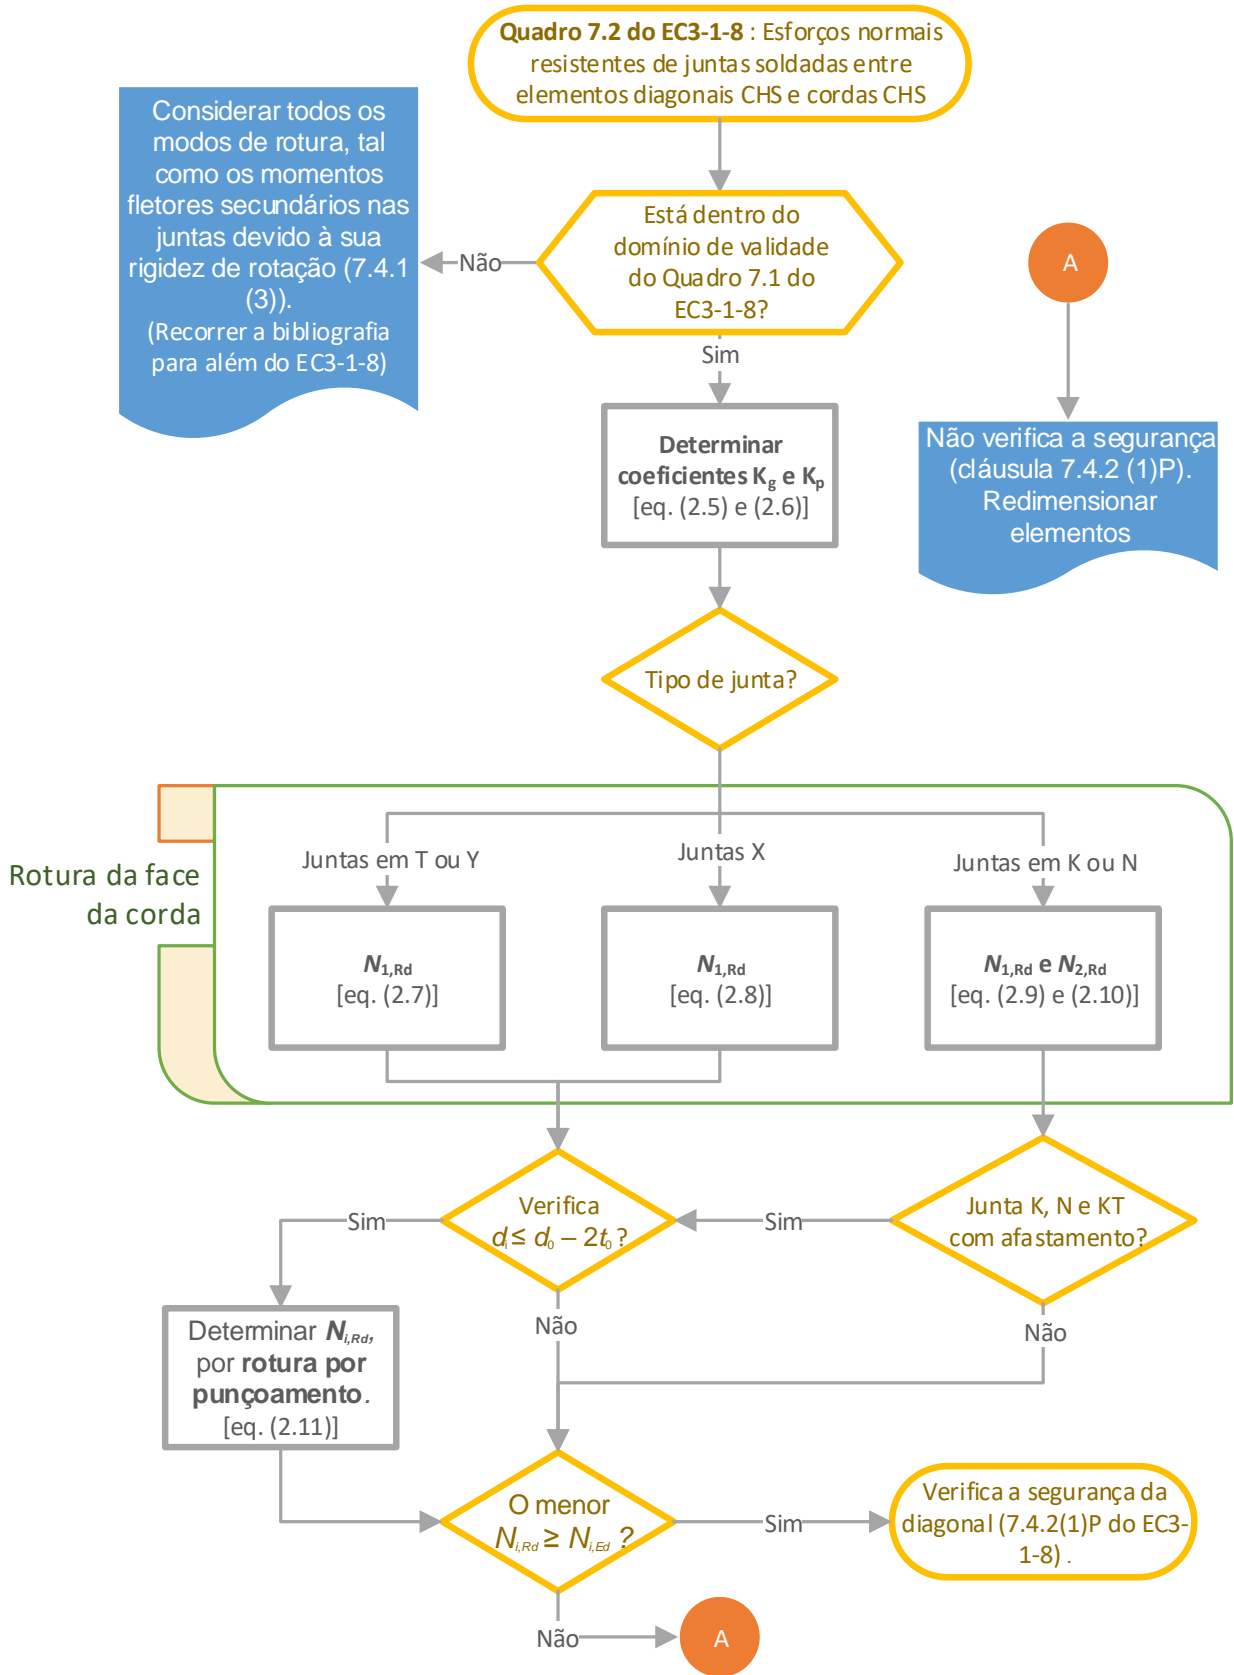 Quadro 7.2 do EC3-1-8 : Esforços normais
resistentes de juntas soldadas entre
elementos diagonais CHS e cordas CHS
Considerar todos os
modos de rotura, tal
como os momentos
fletores secundários nas
juntas devido à sua
rigidez de rotação (7.4.1
(3)).
(Recorrer a bibliografia
para além do EC3-1-8)
Não
Está dentro do
domínio de validade
do Quadro 7.1 do
EC3-1-8?
A
Sim
Determinar
coeficientes Kg e Kp
[eq. (2.5) e (2.6)]
Não verifica a segurança
(cláusula 7.4.2 (1)P).
Redimensionar
elementos
Tipo de junta?
Rotura da face
da corda
Juntas em T ou Y
Juntas X
Juntas em K ou N
N1,Rd
[eq. (2.7)]
N1,Rd
[eq. (2.8)]
N1,Rd e N2,Rd
[eq. (2.9) e (2.10)]
Sim
Verifica
di ≤ d0 – 2t0 ?
Sim
Junta K, N e KT
com afastamento?
Não
Não
Determinar Ni,Rd,
por rotura por
punçoamento.
[eq. (2.11)]
O menor
Ni,Rd ≥ Ni,Ed ?
Sim
Verifica a segurança da
diagonal (7.4.2(1)P do EC3-
1-8) .
Não
A